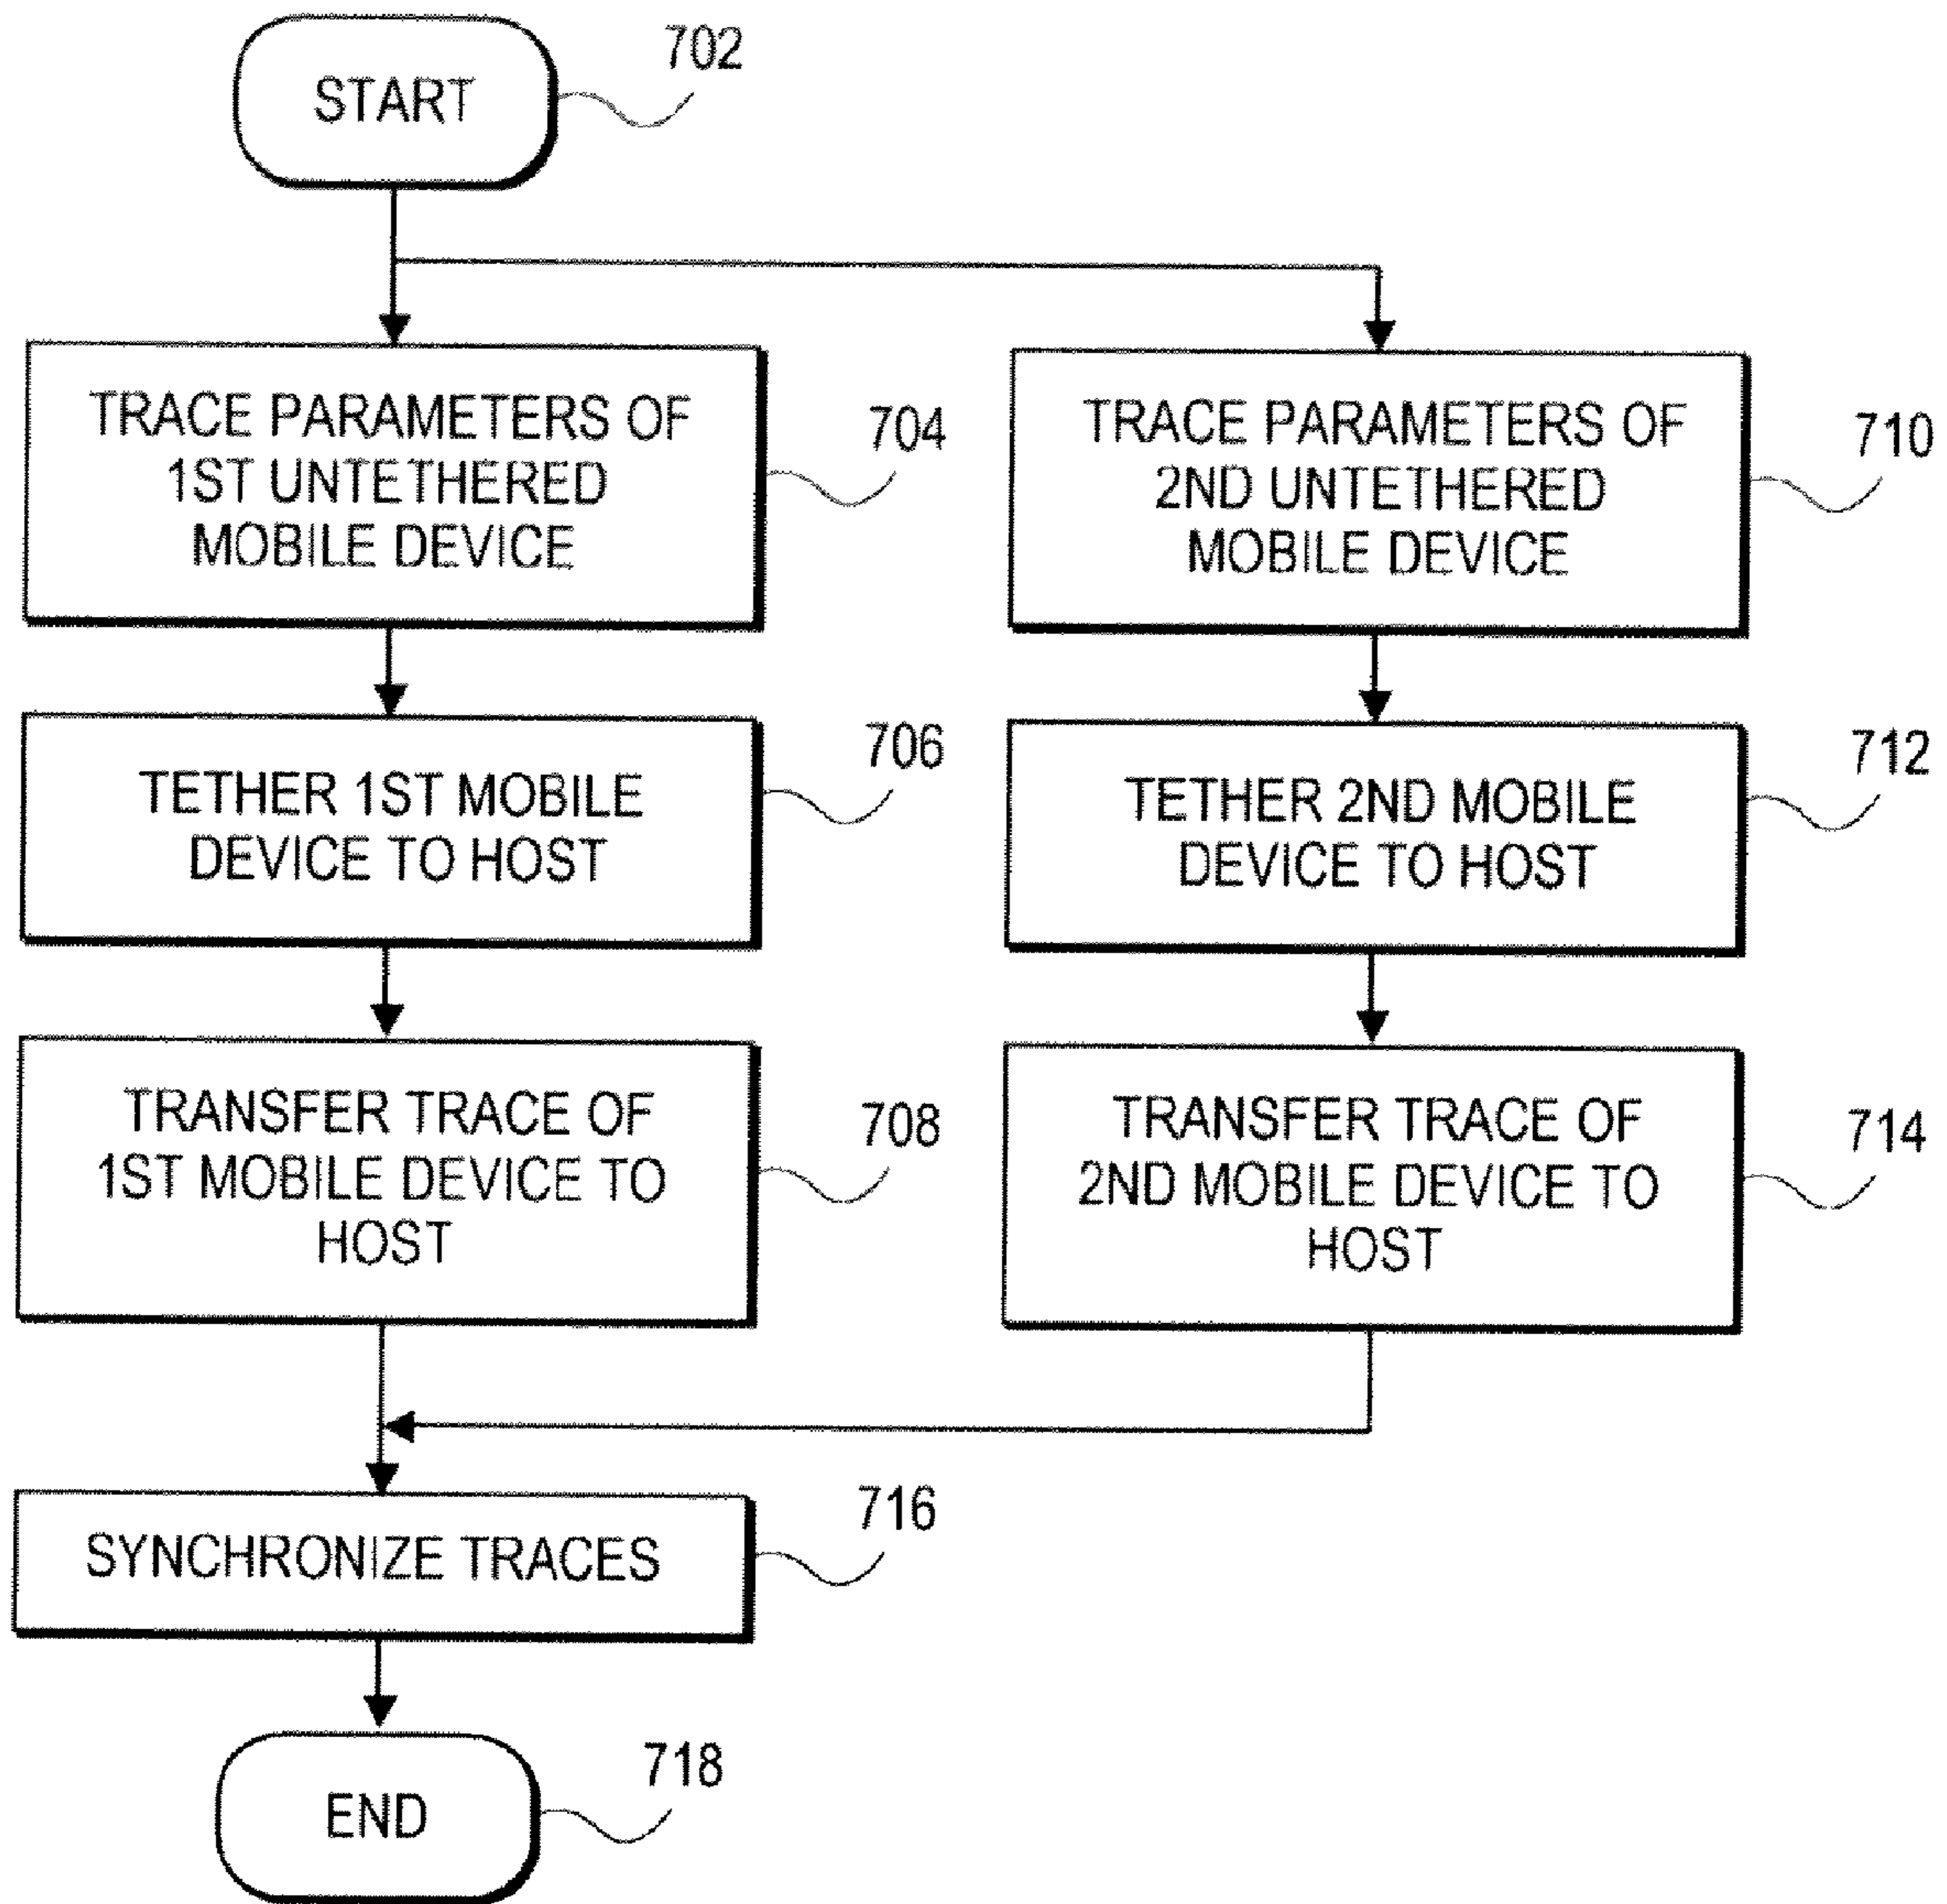 START
702
TRACE PARAMETERS OF
1ST UNTETHERED
MOBILE DEVICE
704
TETHER 1ST MOBILE
DEVICE TO HOST
706
TRANSFER TRACE OF
1ST MOBILE DEVICE TO
HOST
708
TRACE PARAMETERS OF
2ND UNTETHERED
MOBILE DEVICE
710
TETHER 2ND MOBILE
DEVICE TO HOST
712
TRANSFER TRACE OF
2ND MOBILE DEVICE TO
HOST
714
SYNCHRONIZE TRACES
716
END
718